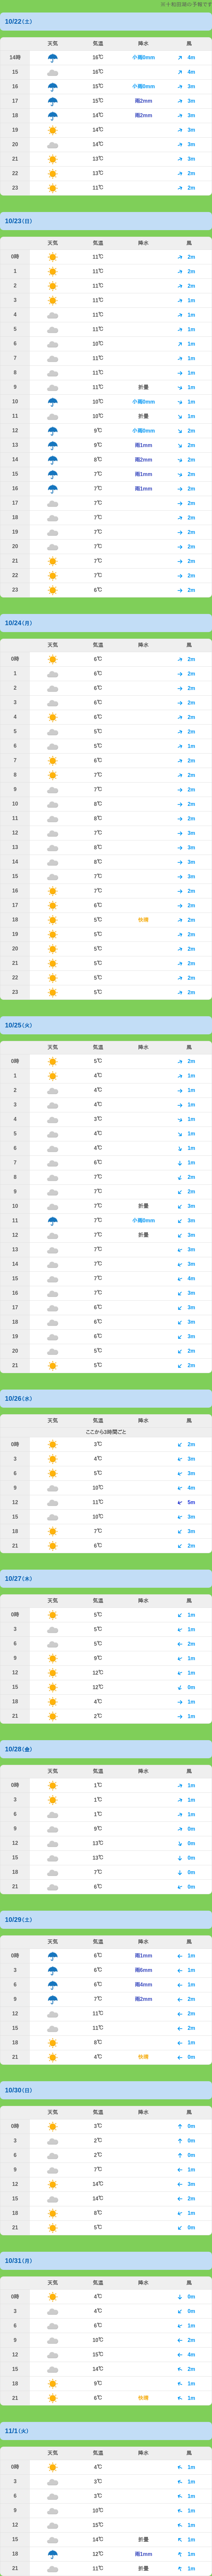 ※十和田湖の予報です
10/22(土)
天気 気温 降水 風
14時 16℃ 小雨0mm 4m
15 16℃ 4m
16 15℃ 小雨0mm 3m
17 15℃ 雨2mm 3m
18 14℃ 雨2mm 3m
19 14℃ 3m
20 14℃ 3m
21 13℃ 3m
22 13℃ 2m
23 11℃ 2m
10/23(日)
天気 気温 降水 風
0時 11℃ 2m
1 11℃ 2m
2 11℃ 2m
3 11℃ 1m
4 11℃ 1m
5 11℃ 1m
6 10℃ 1m
7 11℃ 1m
8 11℃ 1m
9 11℃ 折畳 1m
10 10℃ 小雨0mm 1m
11 10℃ 折畳 1m
12 9℃ 小雨0mm 2m
13 9℃ 雨1mm 2m
14 8℃ 雨2mm 2m
15 7℃ 雨1mm 2m
16 7℃ 雨1mm 2m
17 7℃ 2m
18 7℃ 2m
19 7℃ 2m
20 7℃ 2m
21 7℃ 2m
22 7℃ 2m
23 6℃ 2m
10/24(月)
天気 気温 降水 風
0時 6℃ 2m
1 6℃ 2m
2 6℃ 2m
3 6℃ 2m
4 6℃ 2m
5 5℃ 2m
6 5℃ 1m
7 6℃ 2m
8 7℃ 2m
9 7℃ 2m
10 8℃ 2m
11 8℃ 2m
12 7℃ 3m
13 8℃ 3m
14 8℃ 3m
15 7℃ 3m
16 7℃ 2m
17 6℃ 2m
18 5℃ 2m
19 5℃ 2m
20 5℃ 2m
21 5℃ 2m
22 5℃ 2m
23 5℃ 2m
10/25(火)
天気 気温 降水 風
0時 5℃ 2m
1 4℃ 1m
2 4℃ 1m
3 4℃ 1m
4 3℃ 1m
5 4℃ 1m
6 4℃ 1m
7 6℃ 1m
8 7℃ 2m
9 7℃ 2m
10 7℃ 折畳 3m
11 7℃ 小雨0mm 3m
12 7℃ 折畳 3m
13 7℃ 3m
14 7℃ 3m
15 7℃ 4m
16 7℃ 3m
17 6℃ 3m
18 6℃ 3m
19 6℃ 3m
20 5℃ 2m
21 5℃ 2m
10/26(水)
天気 気温 降水 風
ここから3時間ごと
0時 3℃ 2m
3 4℃ 3m
6 5℃ 3m
9 10℃ 4m
12 11℃ 5m
15 10℃ 3m
18 7℃ 3m
21 6℃ 2m
10/27(木)
天気 気温 降水 風
0時 5℃ 1m
3 5℃ 1m
6 5℃ 2m
9 9℃ 1m
12 12℃ 1m
15 12℃ 0m
18 4℃ 1m
21 2℃ 1m
10/28(金)
天気 気温 降水 風
0時 1℃ 1m
3 1℃ 1m
6 1℃ 1m
9 9℃ 0m
12 13℃ 0m
15 13℃ 0m
18 7℃ 0m
21 6℃ 0m
10/29(土)
天気 気温 降水 風
0時 6℃ 雨1mm 1m
3 6℃ 雨6mm 1m
6 6℃ 雨4mm 1m
9 7℃ 雨2mm 2m
12 11℃ 2m
15 11℃ 2m
18 8℃ 1m
21 4℃ 0m
10/30(日)
天気 気温 降水 風
0時 3℃ 0m
3 2℃ 0m
6 2℃ 0m
9 7℃ 1m
12 14℃ 3m
15 14℃ 2m
18 8℃ 1m
21 5℃ 0m
10/31(月)
天気 気温 降水 風
0時 4℃ 0m
3 4℃ 0m
6 6℃ 1m
9 10℃ 2m
12 15℃ 4m
15 14℃ 2m
18 9℃ 1m
21 6℃ 1m
11/1(火)
天気 気温 降水 風
0時 4℃ 1m
3 3℃ 1m
6 3℃ 1m
9 10℃ 1m
12 15℃ 1m
15 14℃ 折畳 1m
18 12℃ 雨1mm 1m
21 11℃ 折畳 1m